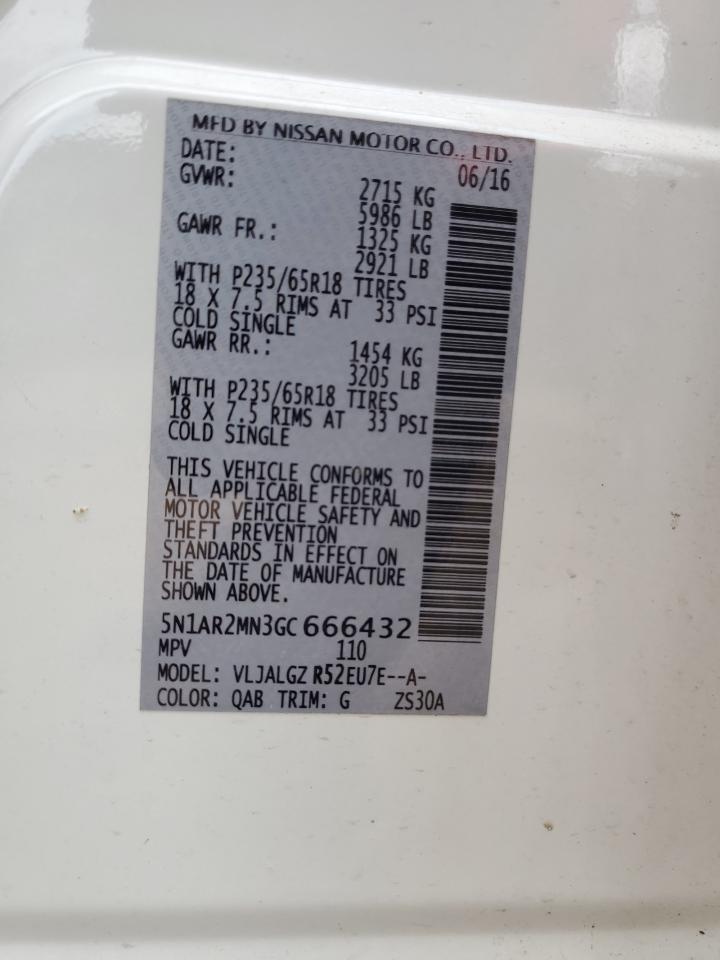 MFD BY NISSAN MOTOR CO., LTD.
DATE: 06/16
GVWR: 2715 KG
5986 LB
GAWR FR.: 1325 KG
2921 LB
WITH P235/65R18 TIRES
18 X 7.5 RIMS AT 33 PSI
COLD SINGLE
GAWR RR.: 1454 KG
3205 LB
WITH P235/65R18 TIRES
18 X 7.5 RIMS AT 33 PSI
COLD SINGLE
THIS VEHICLE CONFORMS TO
ALL APPLICABLE FEDERAL
MOTOR VEHICLE SAFETY AND
THEFT PREVENTION
STANDARDS IN EFFECT ON
THE DATE OF MANUFACTURE
SHOWN ABOVE.
5N1AR2MN3GC 666432
MPV 110
MODEL: VLJALGZ R52EU7E--A-
COLOR: QAB TRIM: G ZS30A